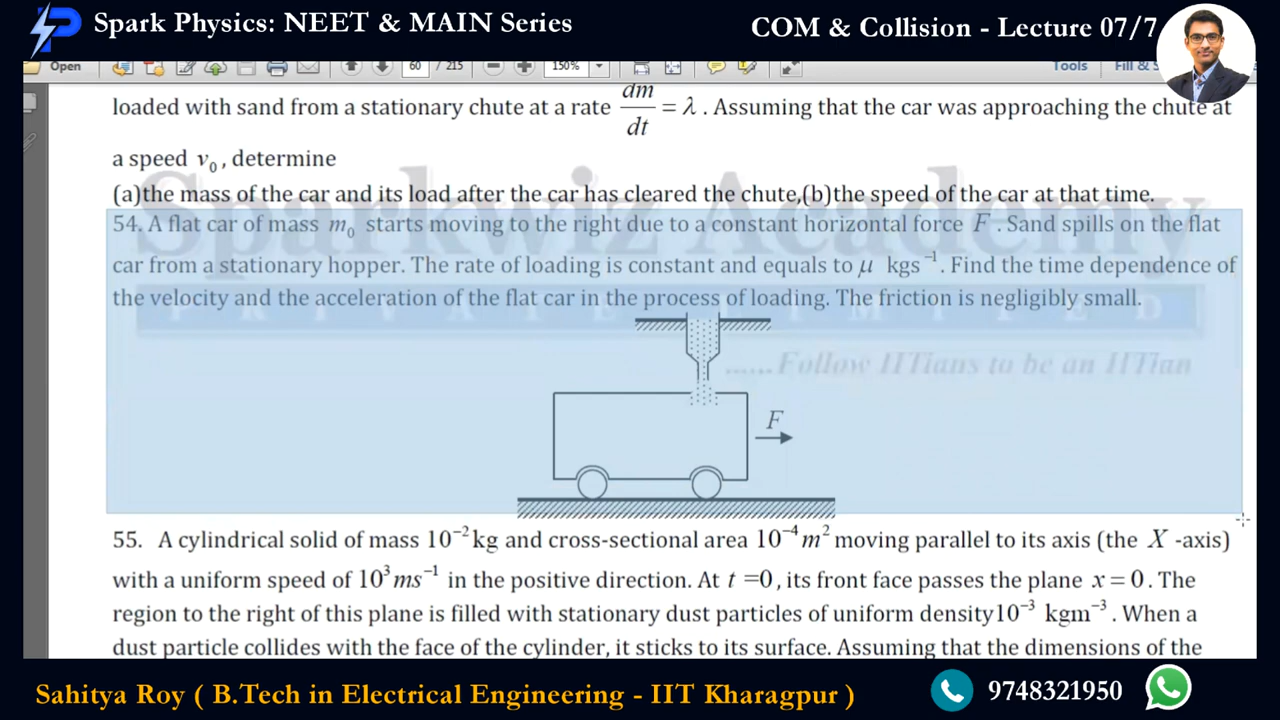 Spark Physics: NEET & MAIN Series
COM & Collision - Lecture 07/7
Open
60 / 215
150%
Tools
Fill & S
loaded with sand from a stationary chute at a rate dm/dt = λ . Assuming that the car was approaching the chute at
a speed v₀ , determine
(a)the mass of the car and its load after the car has cleared the chute,(b)the speed of the car at that time.
Sparkwiz Academy
54. A flat car of mass m₀ starts moving to the right due to a constant horizontal force F . Sand spills on the flat
car from a stationary hopper. The rate of loading is constant and equals to μ kgs⁻¹. Find the time dependence of
the velocity and the acceleration of the flat car in the process of loading. The friction is negligibly small.
PRIVATE LIMITED
......Follow IITians to be an IITian
F
55. A cylindrical solid of mass 10⁻² kg and cross-sectional area 10⁻⁴ m² moving parallel to its axis (the X -axis)
with a uniform speed of 10³ ms⁻¹ in the positive direction. At t =0, its front face passes the plane x = 0 . The
region to the right of this plane is filled with stationary dust particles of uniform density10⁻³ kgm⁻³ . When a
dust particle collides with the face of the cylinder, it sticks to its surface. Assuming that the dimensions of the
Sahitya Roy ( B.Tech in Electrical Engineering - IIT Kharagpur )
9748321950